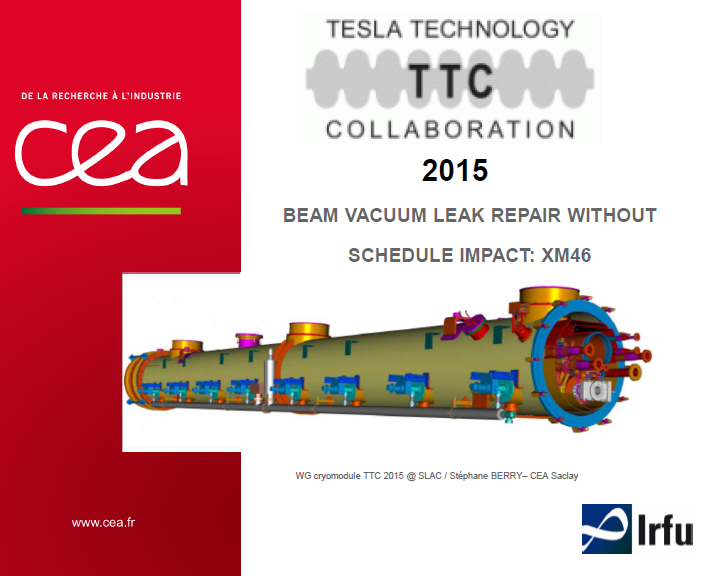 DE LA RECHERCHE À L'INDUSTRIE
cea
TESLA TECHNOLOGY
TTC
COLLABORATION
2015
BEAM VACUUM LEAK REPAIR WITHOUT
SCHEDULE IMPACT: XM46
WG cryomodule TTC 2015 @ SLAC / Stéphane BERRY– CEA Saclay
www.cea.fr
Irfu